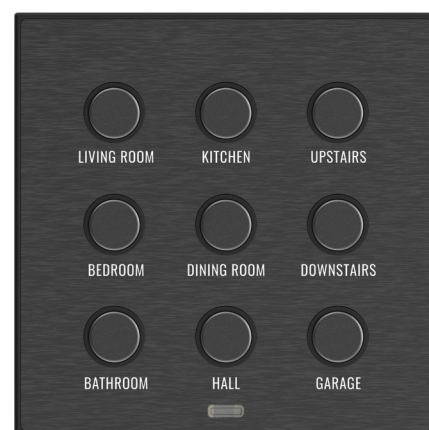 LIVING ROOM KITCHEN UPSTAIRS
BEDROOM DINING ROOM DOWNSTAIRS
BATHROOM HALL GARAGE